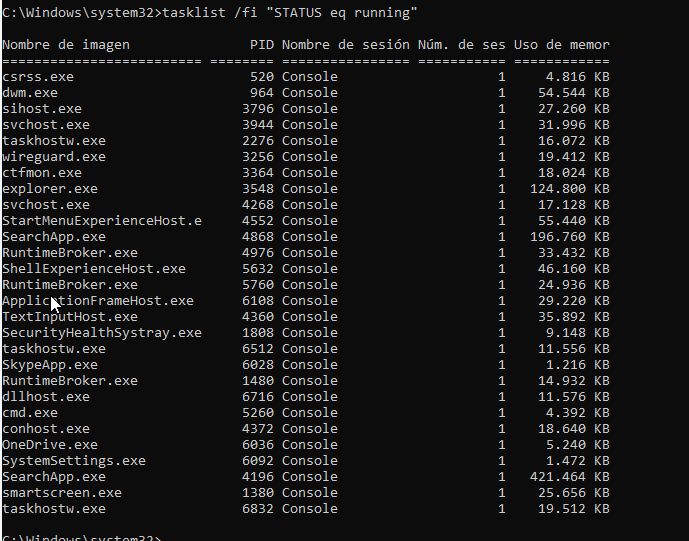 C:\Windows\system32>tasklist /fi "STATUS eq running"
Nombre de imagen                     PID Nombre de sesión Núm. de ses Uso de memor
========================= ======== ================ =========== ============
csrss.exe                      520 Console                    1     4.816 KB
dwm.exe                        964 Console                    1    54.544 KB
sihost.exe                    3796 Console                    1    27.260 KB
svchost.exe                   3944 Console                    1    31.996 KB
taskhostw.exe                 2276 Console                    1    16.072 KB
wireguard.exe                 3256 Console                    1    19.412 KB
ctfmon.exe                    3364 Console                    1    18.024 KB
explorer.exe                  3548 Console                    1   124.800 KB
svchost.exe                   4268 Console                    1    17.128 KB
StartMenuExperienceHost.e     4552 Console                    1    55.440 KB
SearchApp.exe                 4868 Console                    1   196.760 KB
RuntimeBroker.exe             4976 Console                    1    33.432 KB
ShellExperienceHost.exe       5632 Console                    1    46.160 KB
RuntimeBroker.exe             5760 Console                    1    24.936 KB
ApplicationFrameHost.exe      6108 Console                    1    29.220 KB
TextInputHost.exe             4360 Console                    1    35.892 KB
SecurityHealthSystray.exe     1808 Console                    1     9.148 KB
taskhostw.exe                 6512 Console                    1    11.556 KB
SkypeApp.exe                  6028 Console                    1     1.216 KB
RuntimeBroker.exe             1480 Console                    1    14.932 KB
dllhost.exe                   6716 Console                    1    11.576 KB
cmd.exe                       5260 Console                    1     4.392 KB
conhost.exe                   4372 Console                    1    18.640 KB
OneDrive.exe                  6036 Console                    1     5.240 KB
SystemSettings.exe            6092 Console                    1     1.472 KB
SearchApp.exe                 4196 Console                    1   421.464 KB
smartscreen.exe               1380 Console                    1    25.656 KB
taskhostw.exe                 6832 Console                    1    19.512 KB
C:\Windows\system32>